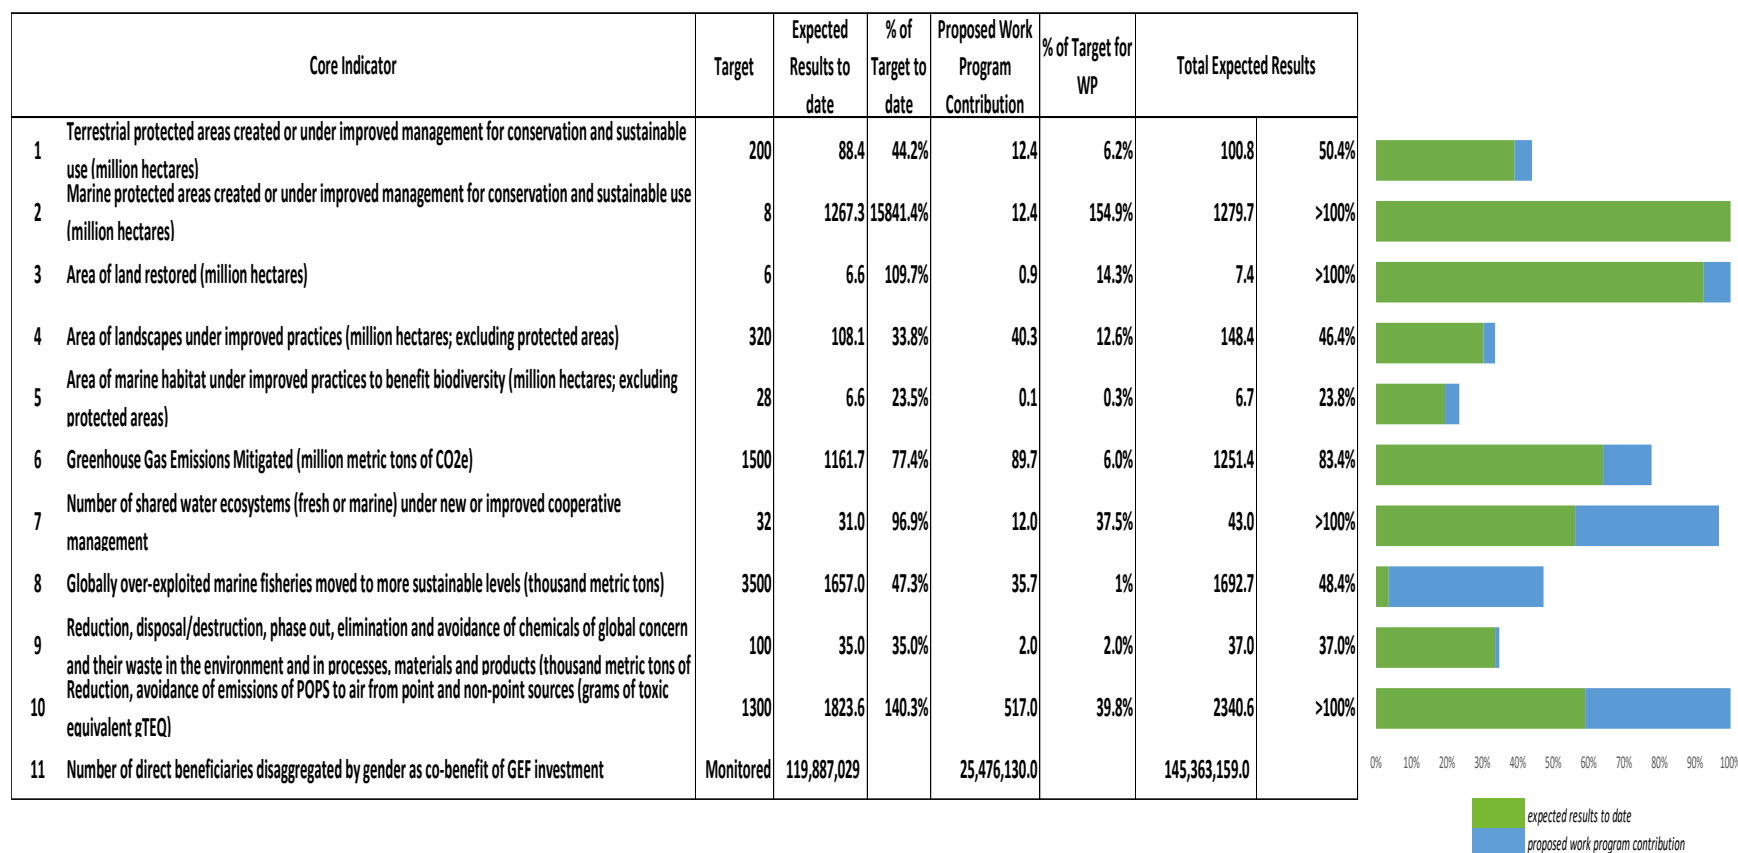 Core Indicator Target Expected Results to date % of Target to date Proposed Work Program Contribution % of Target for WP Total Expected Results
1 Terrestrial protected areas created or under improved management for conservation and sustainable
use (million hectares) 200 88.4 44.2% 12.4 6.2% 100.8 50.4%
2 Marine protected areas created or under improved management for conservation and sustainable use
(million hectares) 8 1267.3 15841.4% 12.4 154.9% 1279.7 >100%
3 Area of land restored (million hectares) 6 6.6 109.7% 0.9 14.3% 7.4 >100%
4 Area of landscapes under improved practices (million hectares; excluding protected areas) 320 108.1 33.8% 40.3 12.6% 148.4 46.4%
5 Area of marine habitat under improved practices to benefit biodiversity (million hectares; excluding
protected areas) 28 6.6 23.5% 0.1 0.3% 6.7 23.8%
6 Greenhouse Gas Emissions Mitigated (million metric tons of CO2e) 1500 1161.7 77.4% 89.7 6.0% 1251.4 83.4%
7 Number of shared water ecosystems (fresh or marine) under new or improved cooperative
management 32 31.0 96.9% 12.0 37.5% 43.0 >100%
8 Globally over-exploited marine fisheries moved to more sustainable levels (thousand metric tons) 3500 1657.0 47.3% 35.7 1% 1692.7 48.4%
9 Reduction, disposal/destruction, phase out, elimination and avoidance of chemicals of global concern
and their waste in the environment and in processes, materials and products (thousand metric tons of 100 35.0 35.0% 2.0 2.0% 37.0 37.0%
10 Reduction, avoidance of emissions of POPS to air from point and non-point sources (grams of toxic
equivalent gTEQ) 1300 1823.6 140.3% 517.0 39.8% 2340.6 >100%
11 Number of direct beneficiaries disaggregated by gender as co-benefit of GEF investment Monitored 119,887,029 25,476,130.0 145,363,159.0
0% 10% 20% 30% 40% 50% 60% 70% 80% 90% 100%
expected results to date
proposed work program contribution